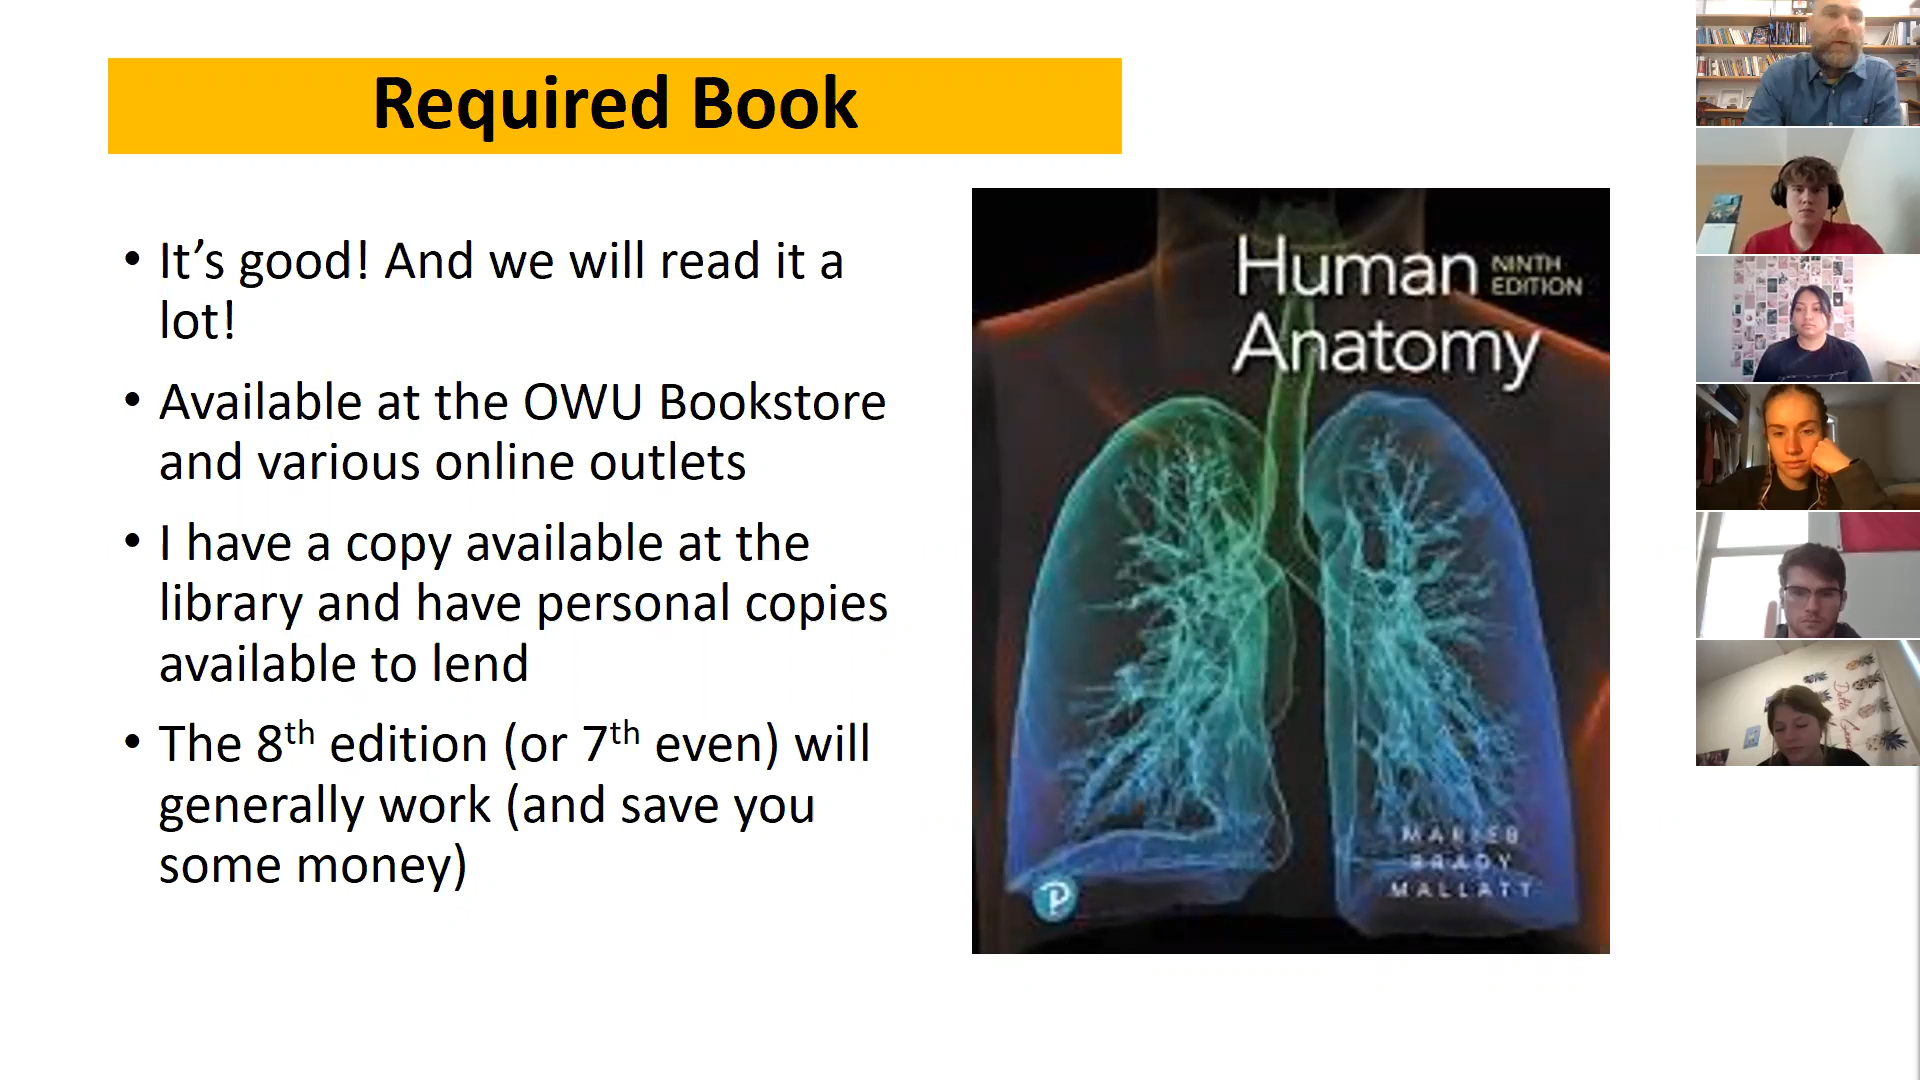 Required Book
• It’s good! And we will read it a
lot!
• Available at the OWU Bookstore
and various online outlets
• I have a copy available at the
library and have personal copies
available to lend
• The 8th edition (or 7th even) will
generally work (and save you
some money)
Human NINTH
EDITION
Anatomy
MARIEB
BRADY
MALLATT
P